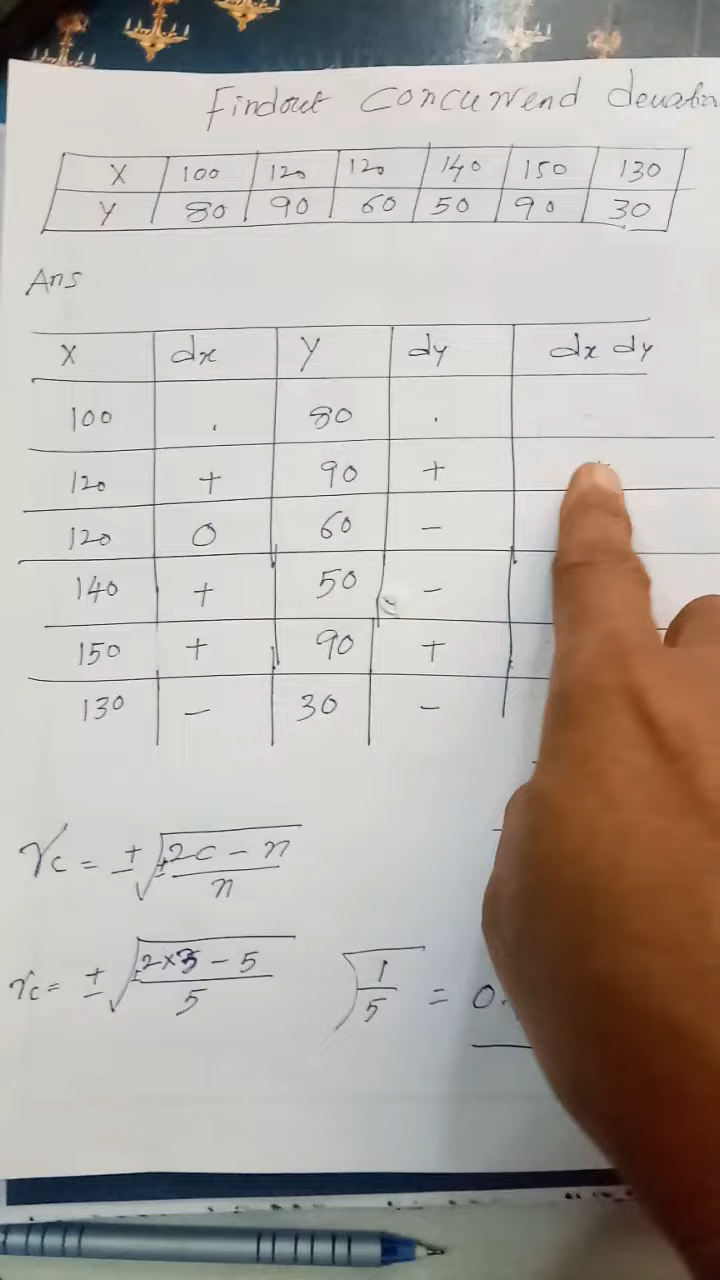 Findout Concurrend deviation
X 100 120 120 140 150 130
Y 80 90 60 50 90 30
Ans
X dx Y dy dx dy
100 . 80 .
120 + 90 +
120 0 60 −
140 + 50 −
150 + 90 +
130 − 30 −
rc = ± √ 2c − n / n
rc = ± √ 2×3 − 5 / 5 √ 1 / 5 = 0.